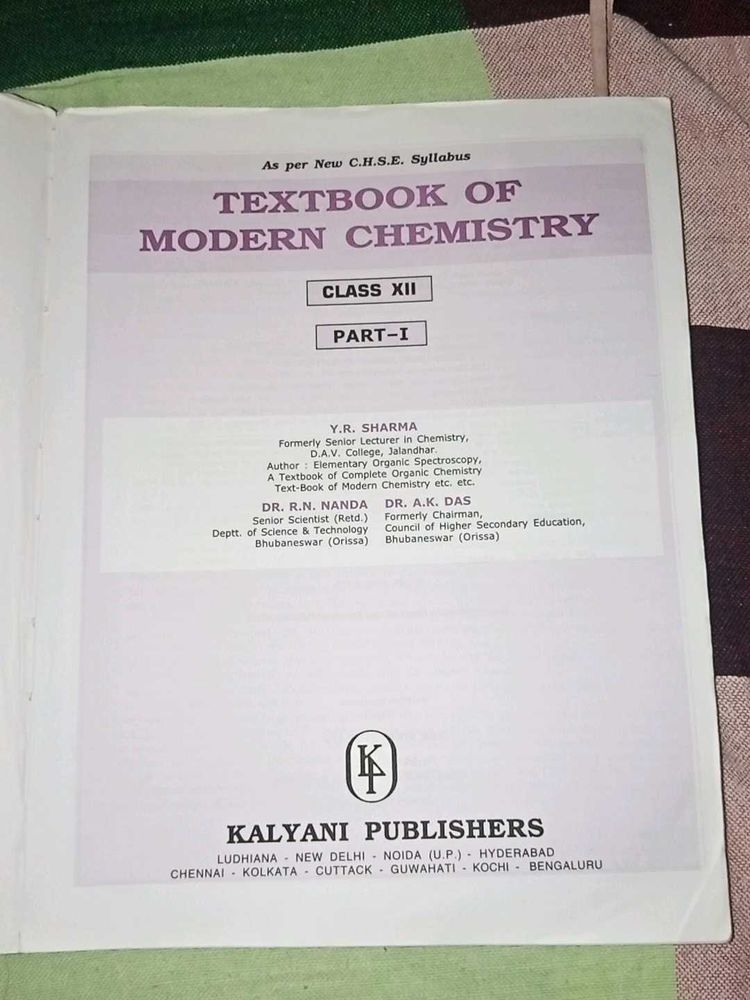 As per New C.H.S.E. Syllabus
TEXTBOOK OF
MODERN CHEMISTRY
CLASS XII
PART–I
Y.R. SHARMA
Formerly Senior Lecturer in Chemistry,
D.A.V. College, Jalandhar.
Author : Elementary Organic Spectroscopy,
A Textbook of Complete Organic Chemistry
Text-Book of Modern Chemistry etc. etc.
DR. R.N. NANDA
Senior Scientist (Retd.)
Deptt. of Science & Technology
Bhubaneswar (Orissa)
DR. A.K. DAS
Formerly Chairman,
Council of Higher Secondary Education,
Bhubaneswar (Orissa)
KP
KALYANI PUBLISHERS
LUDHIANA - NEW DELHI - NOIDA (U.P.) - HYDERABAD
CHENNAI - KOLKATA - CUTTACK - GUWAHATI - KOCHI - BENGALURU